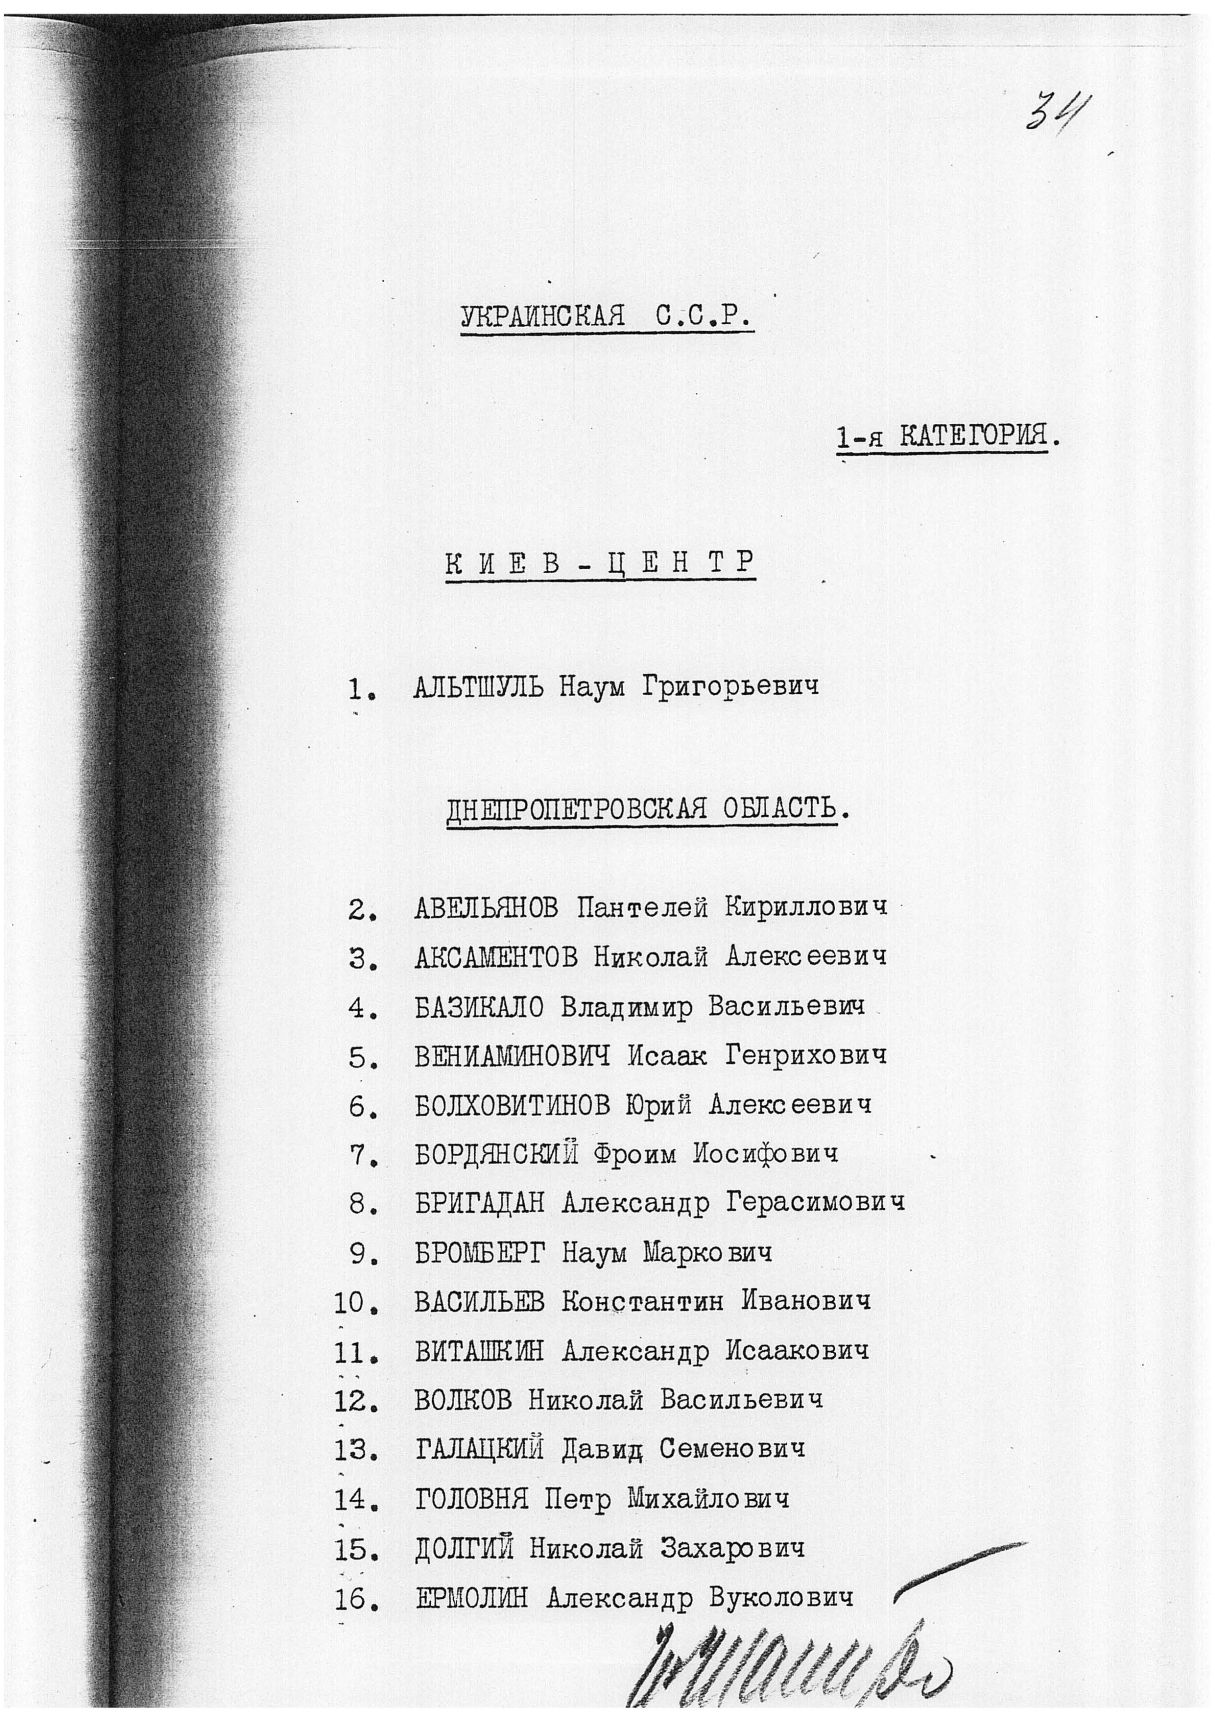 34
УКРАИНСКАЯ С.С.Р.
1-я КАТЕГОРИЯ.
КИЕВ-ЦЕНТР
1. АЛЬТШУЛЬ Наум Григорьевич
ДНЕПРОПЕТРОВСКАЯ ОБЛАСТЬ.
2. АВЕЛЬЯНОВ Пантелей Кириллович
3. АКСАМЕНТОВ Николай Алексеевич
4. БАЗИКАЛО Владимир Васильевич
5. ВЕНИАМИНОВИЧ Исаак Генрихович
6. БОЛХОВИТИНОВ Юрий Алексеевич
7. БОРДЯНСКИЙ Фроим Иосифович
8. БРИГАДАН Александр Герасимович
9. БРОМБЕРГ Наум Маркович
10. ВАСИЛЬЕВ Константин Иванович
11. ВИТАШКИН Александр Исаакович
12. ВОЛКОВ Николай Васильевич
13. ГАЛАЦКИЙ Давид Семенович
14. ГОЛОВНЯ Петр Михайлович
15. ДОЛГИЙ Николай Захарович
16. ЕРМОЛИН Александр Вуколович